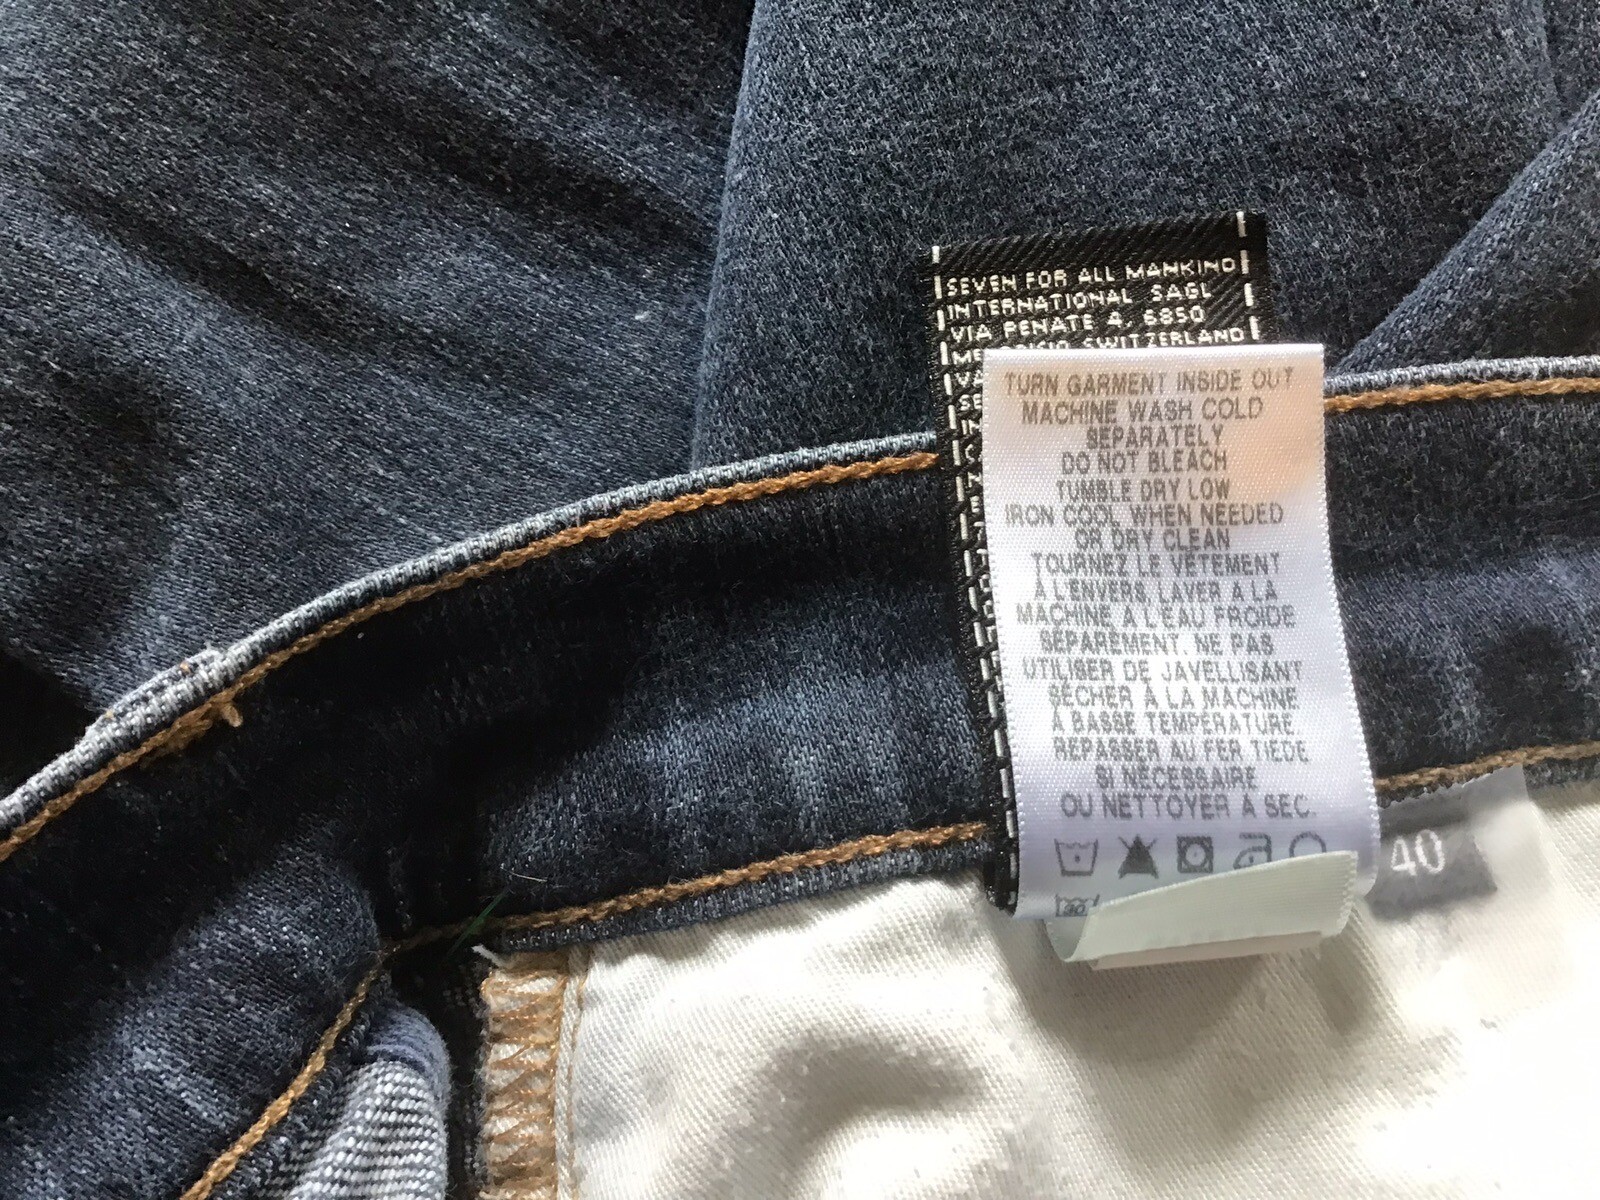 SEVEN FOR ALL MANKIND
INTERNATIONAL SAGL
VIA PENATE 4, 6850
SWITZERLAND
TURN GARMENT INSIDE OUT
MACHINE WASH COLD
SEPARATELY
DO NOT BLEACH
TUMBLE DRY LOW
IRON COOL WHEN NEEDED
OR DRY CLEAN
TOURNEZ LE VÊTEMENT
À L'ENVERS, LAVER A LA
MACHINE A L'EAU FROIDE
SÉPARÉMENT. NE PAS
UTILISER DE JAVELLISANT
SÉCHER À LA MACHINE
À BASSE TEMPÉRATURE
REPASSER AU FER TIEDE
SI NÉCESSAIRE
OU NETTOYER À SEC.
40